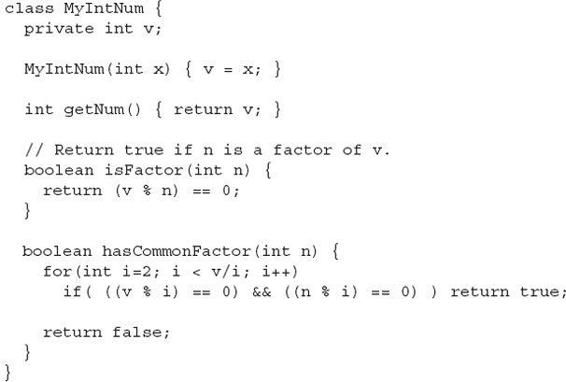 class MyIntNum {
  private int v;

  MyIntNum(int x) { v = x; }

  int getNum() { return v; }

  // Return true if n is a factor of v.
  boolean isFactor(int n) {
    return (v % n) == 0;
  }

  boolean hasCommonFactor(int n) {
    for(int i=2; i < v/i; i++)
      if( ((v % i) == 0) && ((n % i) == 0) ) return true;

    return false;
  }
}